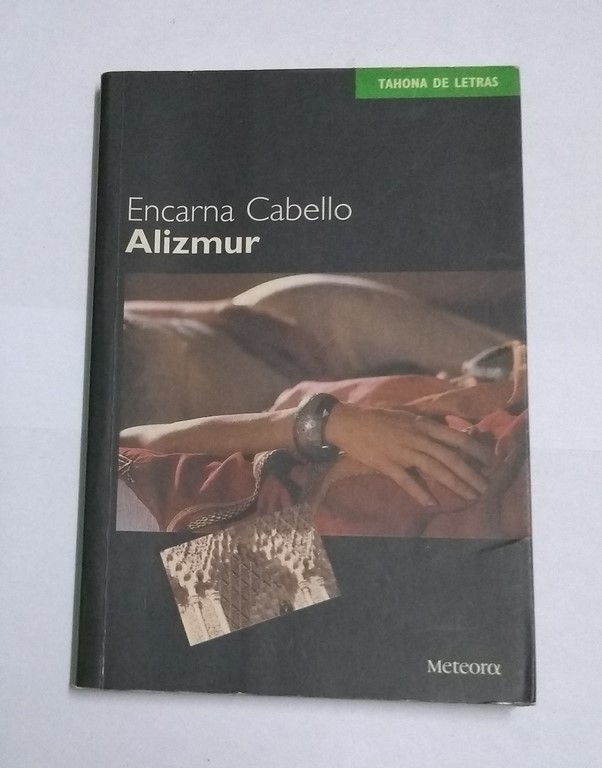 TAHONA DE LETRAS
Encarna Cabello
Alizmur
Meteora